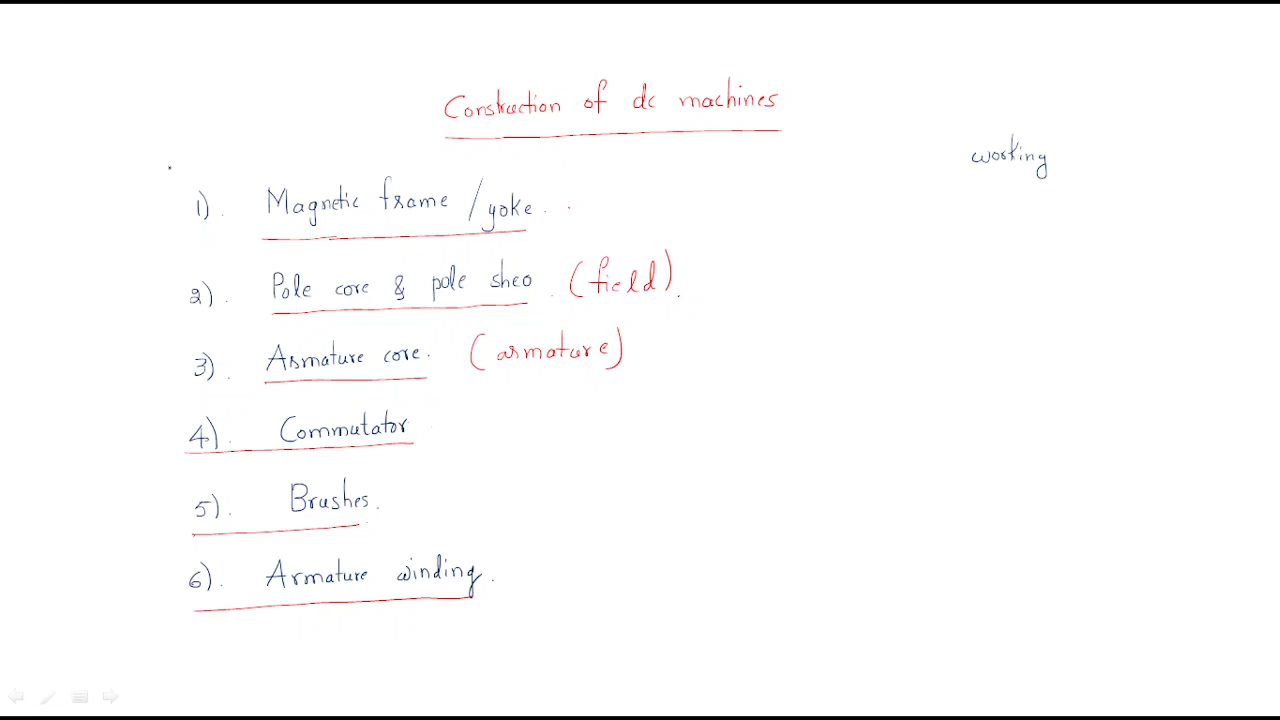 Construction of dc machines
working
1). Magnetic frame / yoke . .
2). Pole core & pole sheo . (field).
3). Armature core. (armature)
4). Commutator
5). Brushes.
6). Armature winding.